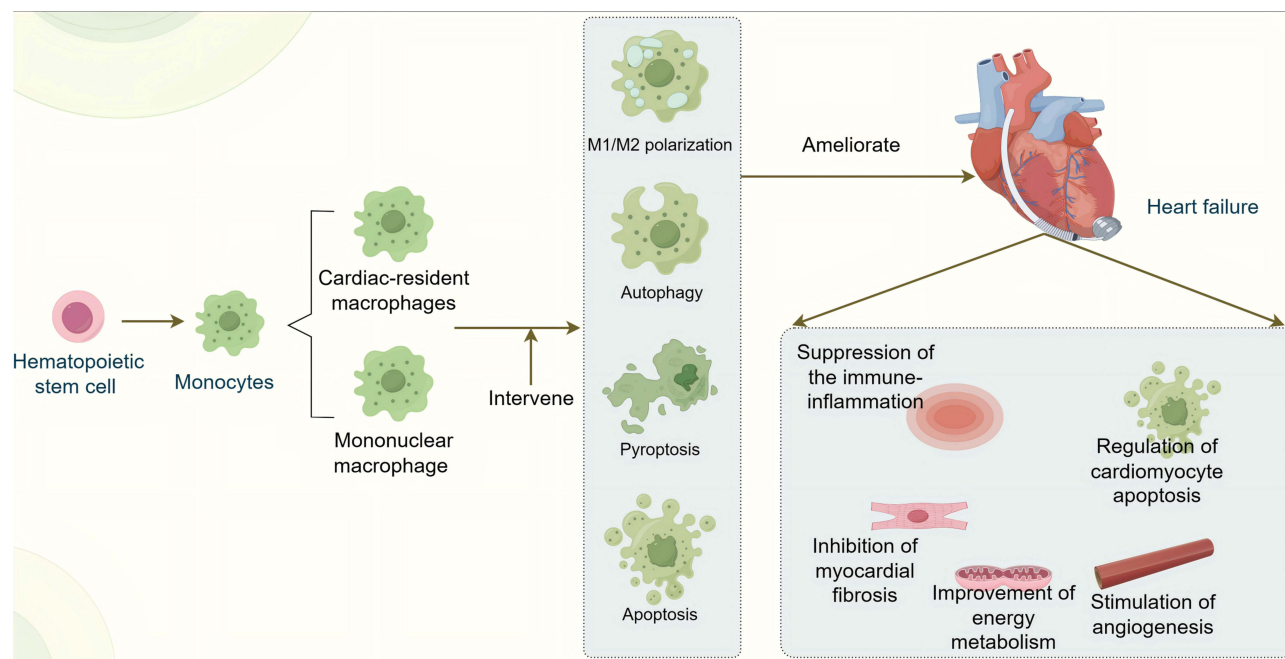 Hematopoietic
stem cell
Monocytes
Cardiac-resident
macrophages
Mononuclear
macrophage
Intervene
M1/M2 polarization
Autophagy
Pyroptosis
Apoptosis
Ameliorate
Heart failure
Suppression of
the immune-
inflammation
Regulation of
cardiomyocyte
apoptosis
Inhibition of
myocardial
fibrosis
Improvement of
energy
metabolism
Stimulation of
angiogenesis